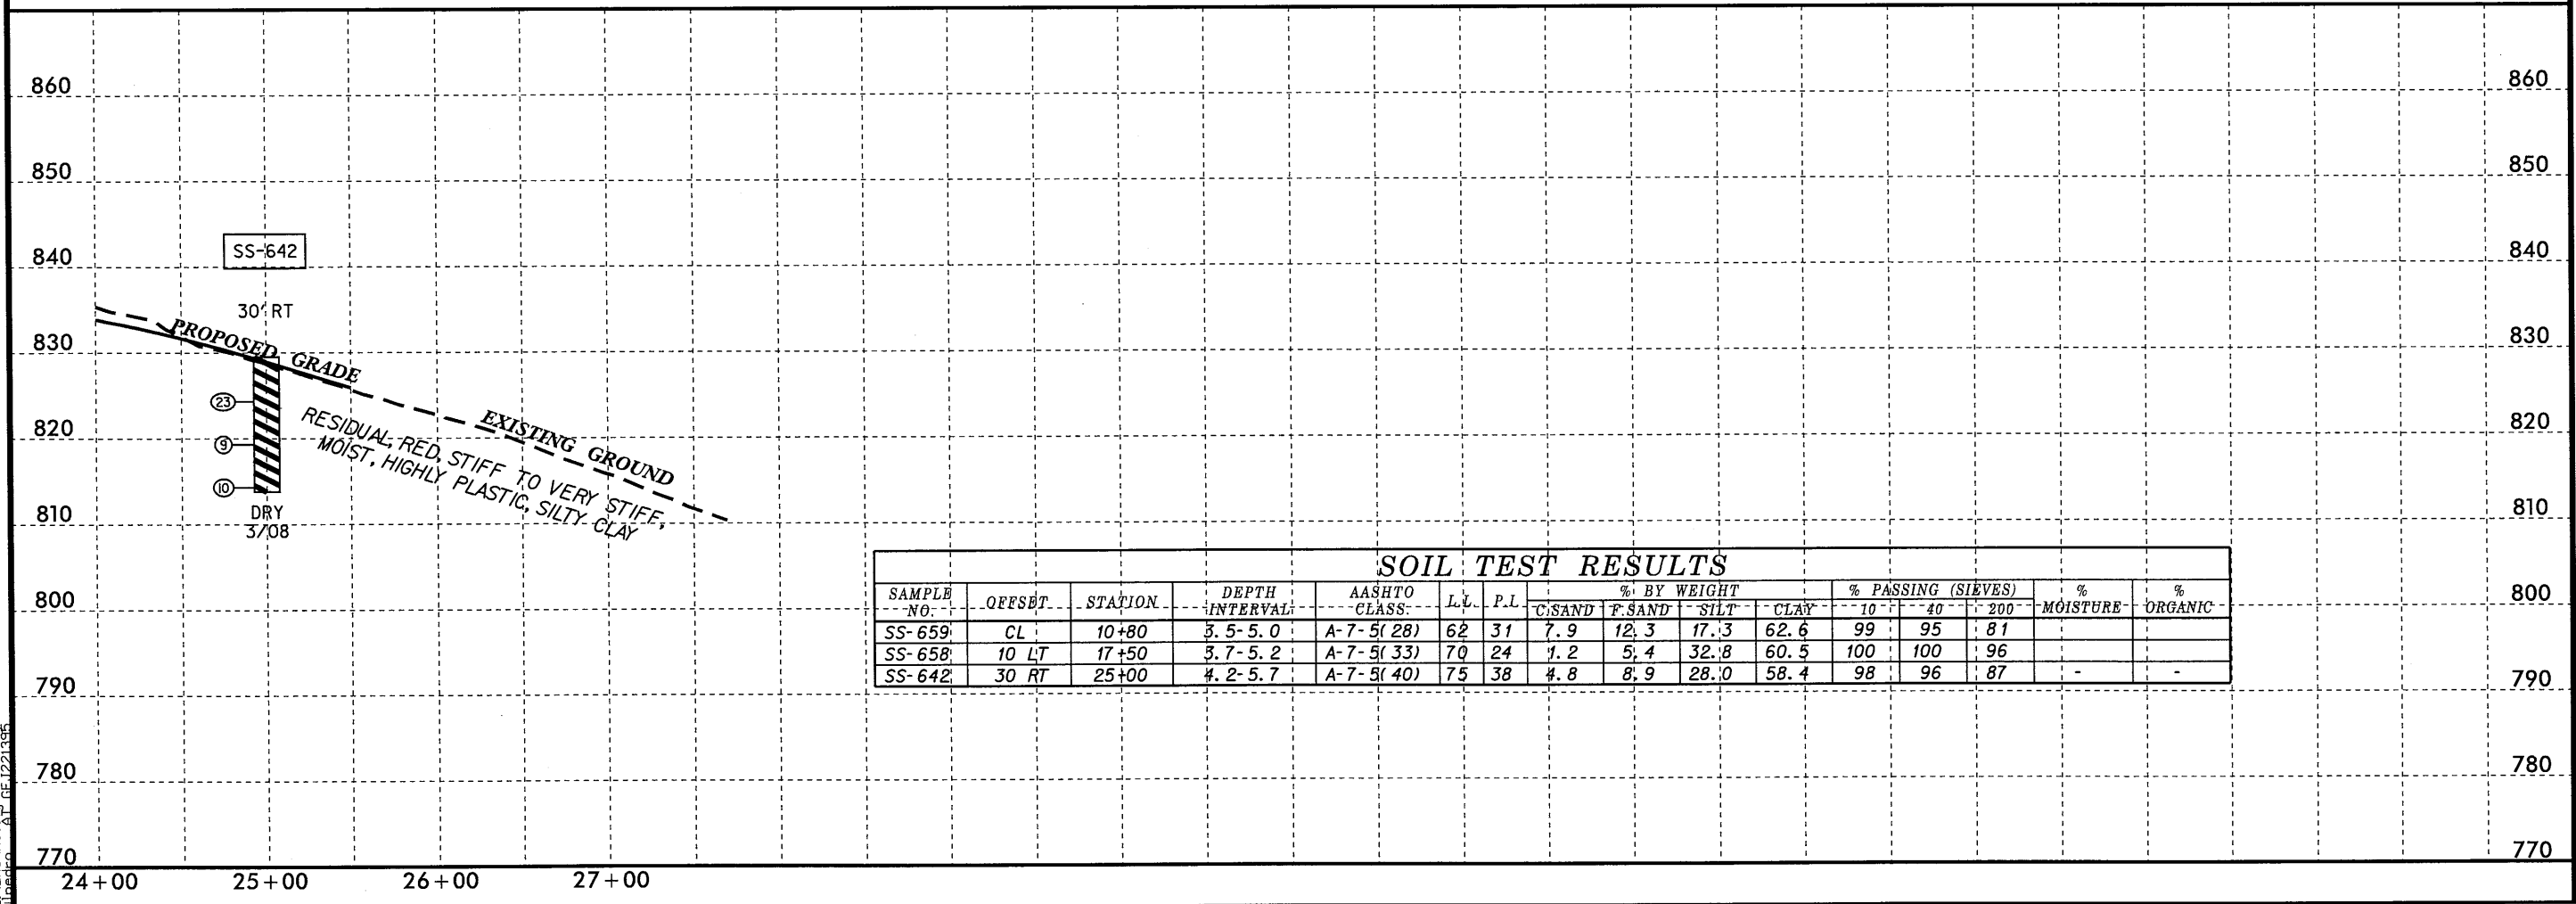 860 860
850 850
SS-642
840 840
30' RT
PROPOSED GRADE
830 830
23
EXISTING GROUND
820 820
RESIDUAL, RED, STIFF TO VERY STIFF,
MOIST, HIGHLY PLASTIC, SILTY CLAY
9
10
DRY
3/08
810 810
SOIL TEST RESULTS
SAMPLE NO. OFFSET STATION DEPTH INTERVAL AASHTO CLASS. L.L. P.I. % BY WEIGHT % PASSING (SIEVES) % MOISTURE % ORGANIC
C.SAND F.SAND SILT CLAY 10 40 200
800 800
SS-659 CL 10+80 3.5-5.0 A-7-5(28) 62 31 7.9 12.3 17.3 62.6 99 95 81
SS-658 10 LT 17+50 3.7-5.2 A-7-5(33) 70 24 1.2 5.4 32.8 60.5 100 100 96
SS-642 30 RT 25+00 4.2-5.7 A-7-5(40) 75 38 4.8 8.9 28.0 58.4 98 96 87 - -
790 790
780 780
770 770
24+00 25+00 26+00 27+00